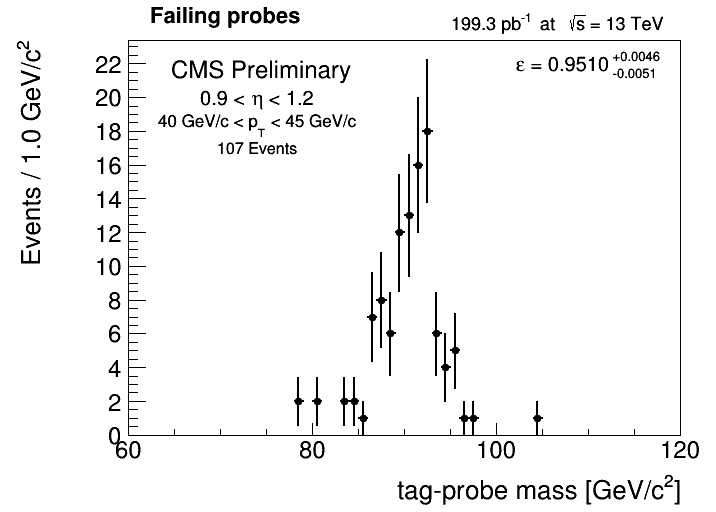 Failing probes
199.3 pb⁻¹ at √s = 13 TeV
CMS Preliminary
0.9 < η < 1.2
40 GeV/c < p_T < 45 GeV/c
107 Events
ε = 0.9510 +0.0046 -0.0051
Events / 1.0 GeV/c²
22
20
18
16
14
12
10
8
6
4
2
0
60 80 100 120
tag-probe mass [GeV/c²]